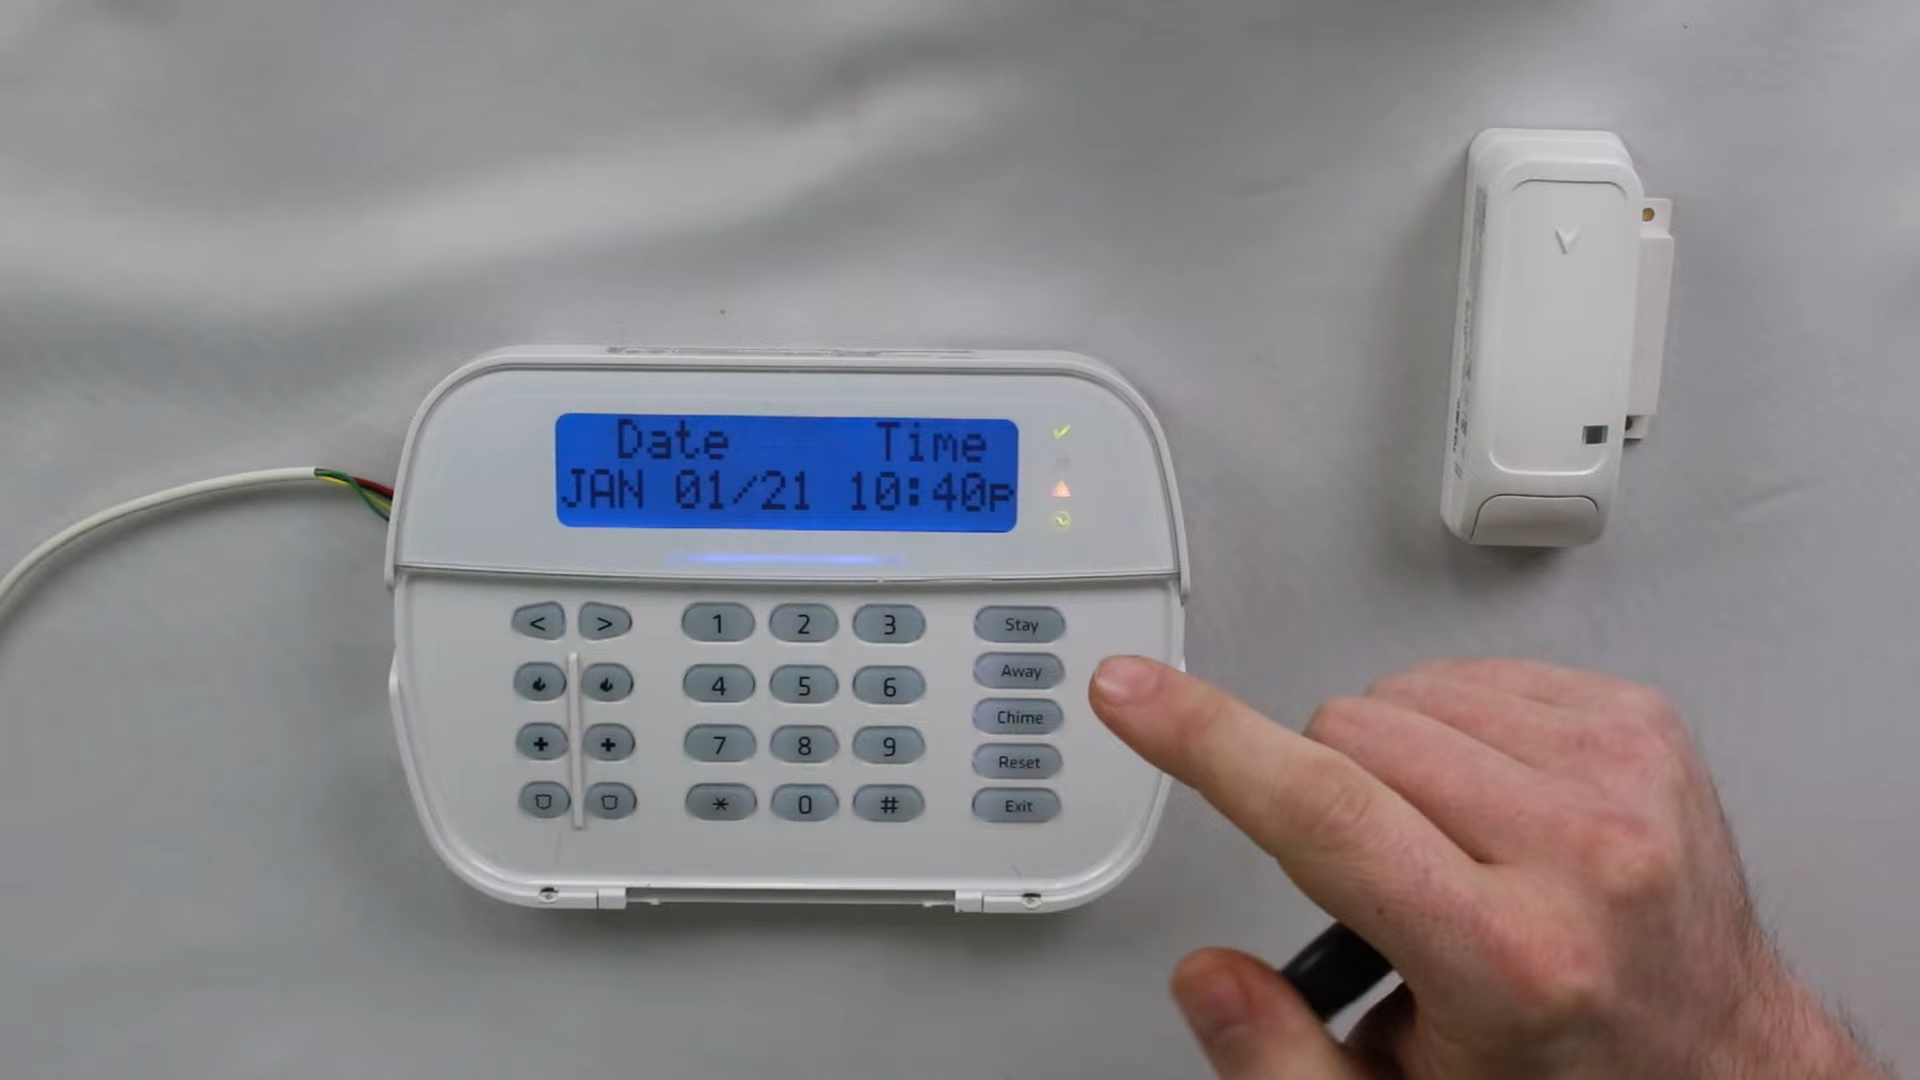 Date Time
JAN 01/21 10:40p
< > 1 2 3 Stay
4 5 6 Away
Chime
7 8 9
Reset
* 0 # Exit